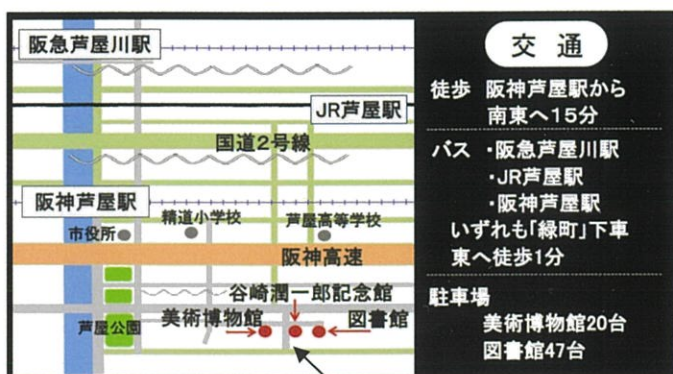 阪急芦屋川駅
JR芦屋駅
国道2号線
阪神芦屋駅
精道小学校
芦屋高等学校
市役所
阪神高速
谷崎潤一郎記念館
芦屋公園
美術博物館
図書館
交通
徒歩 阪神芦屋駅から
南東へ15分
バス ・阪急芦屋川駅
・JR芦屋駅
・阪神芦屋駅
いずれも「緑町」下車
東へ徒歩1分
駐車場
美術博物館20台
図書館47台